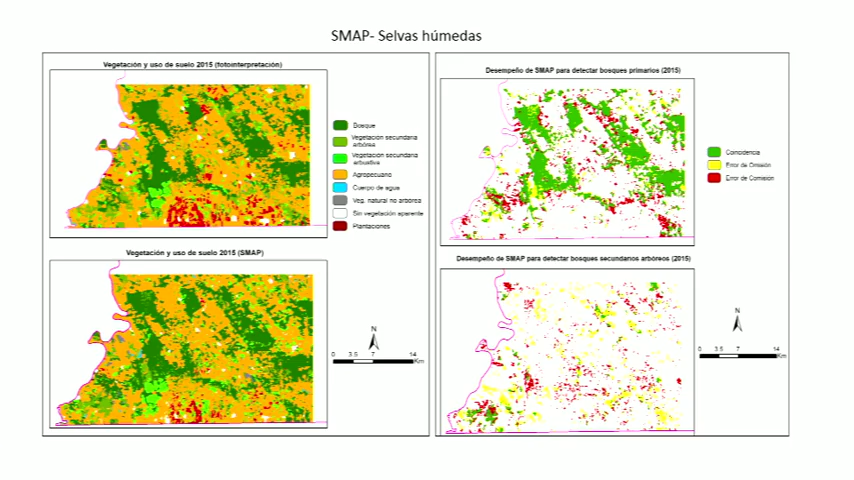 SMAP- Selvas húmedas
Vegetación y uso de suelo 2015 (fotointerpretación)
Bosque
Vegetación secundaria
arbórea
Vegetación secundaria
arbustiva
Agropecuario
Cuerpo de agua
Veg. natural no arborea
Sin vegetación aparente
Plantaciones
Vegetación y uso de suelo 2015 (SMAP)
N
0 3.5 7 14
Km
Desempeño de SMAP para detectar bosques primarios (2015)
Coincidencia
Error de Omisión
Error de Comisión
Desempeño de SMAP para detectar bosques secundarios arbóreos (2015)
N
0 3.5 7 14
Km